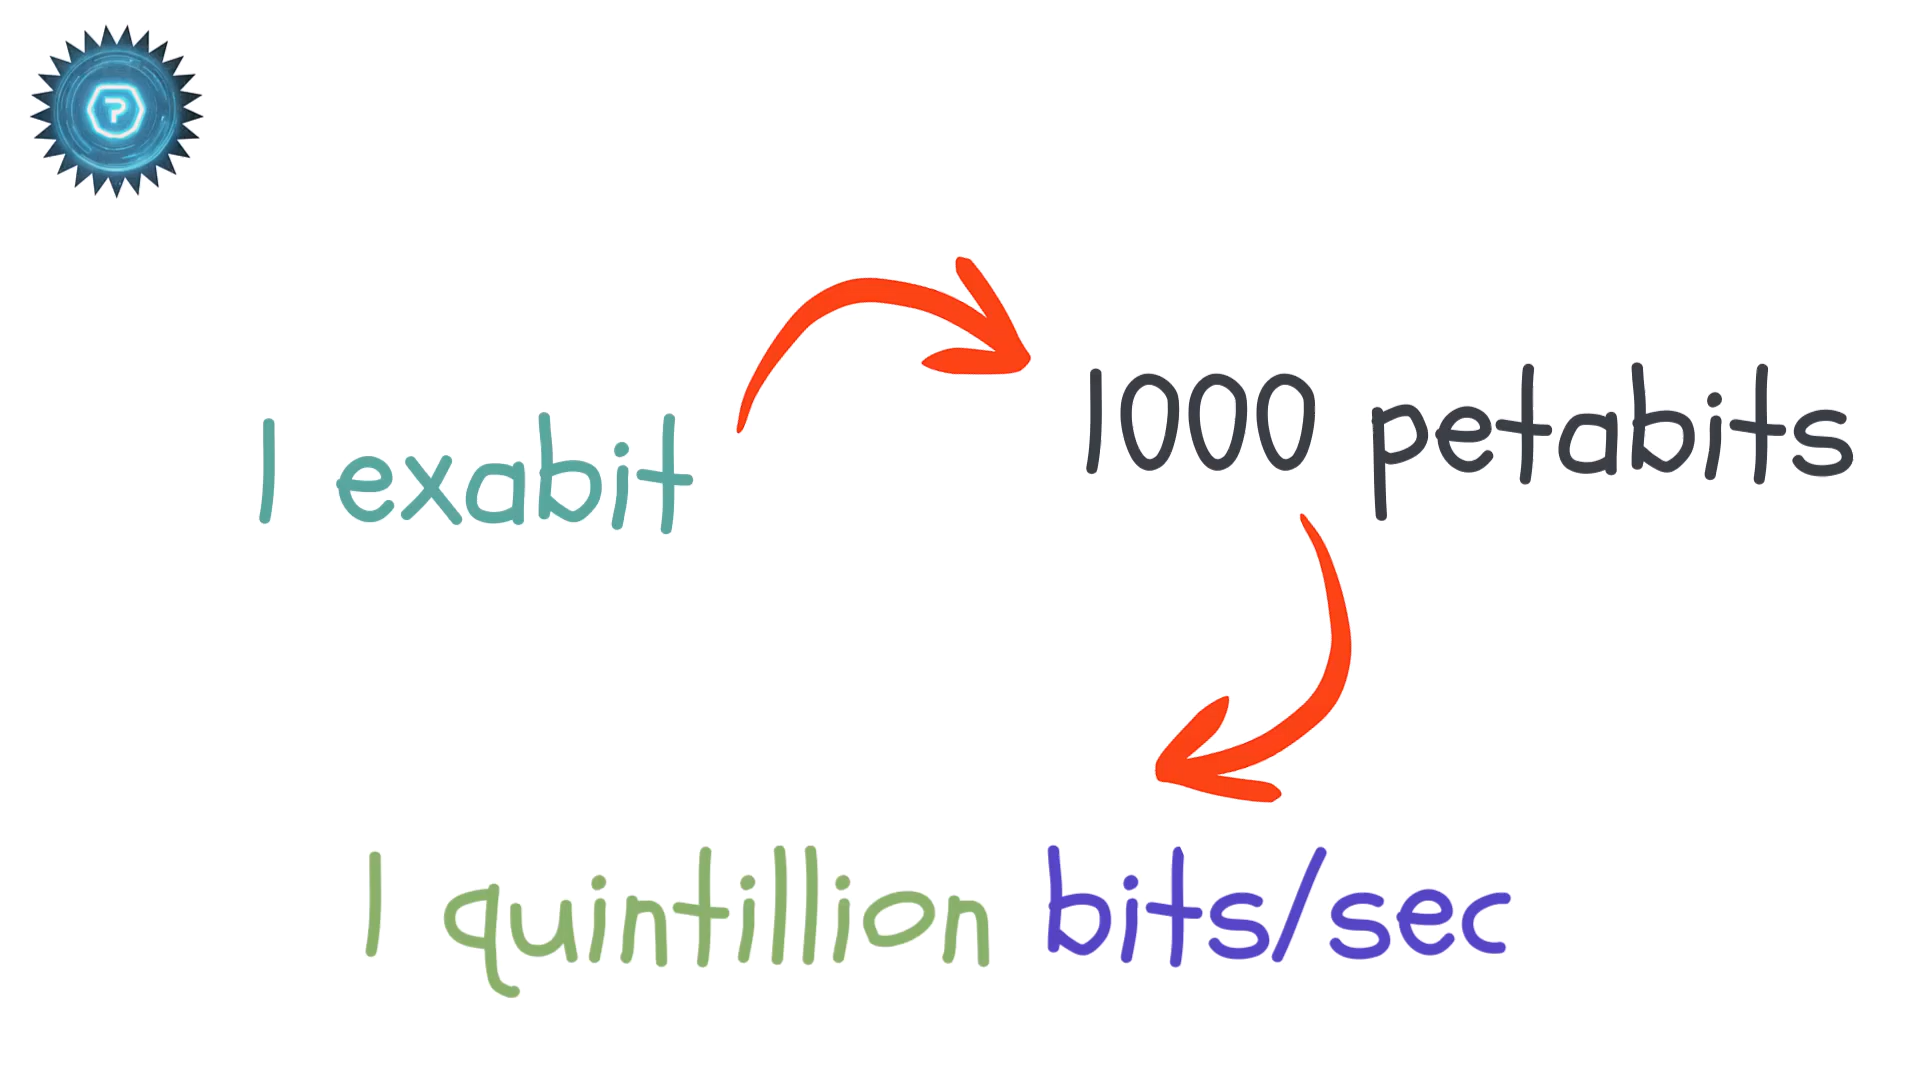 1 exabit
1000 petabits
1 quintillion bits/sec